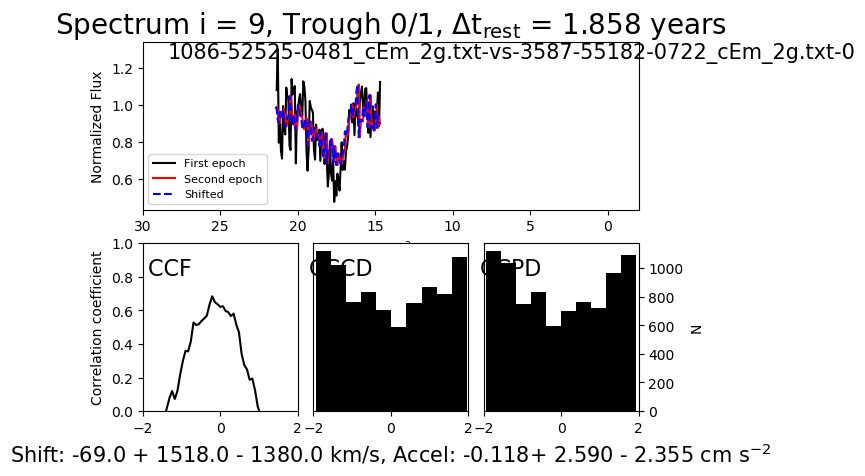 Spectrum i = 9, Trough 0/1, Δt_rest = 1.858 years
1086-52525-0481_cEm_2g.txt-vs-3587-55182-0722_cEm_2g.txt-0
Normalized Flux
1.2
1.0
0.8
0.6
First epoch
Second epoch
Shifted
30 25 20 15 10 5 0
Correlation coefficient
1.0
0.8
0.6
0.4
0.2
0.0
CCF
CCCD
CCPD
1000
800
600
400
200
0
N
−2 0 2 0 2 0 2
Shift: -69.0 + 1518.0 - 1380.0 km/s, Accel: -0.118+ 2.590 - 2.355 cm s⁻²